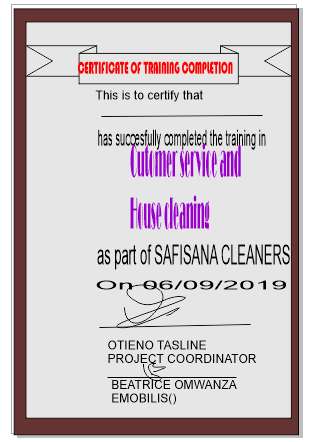 CERTIFICATE OF TRAINING COMPLETION
This is to certify that
has succesfully completed the training in
Cutomer service and
House cleaning
as part of SAFISANA CLEANERS
On 06/09/2019
OTIENO TASLINE
PROJECT COORDINATOR
BEATRICE OMWANZA
EMOBILIS()